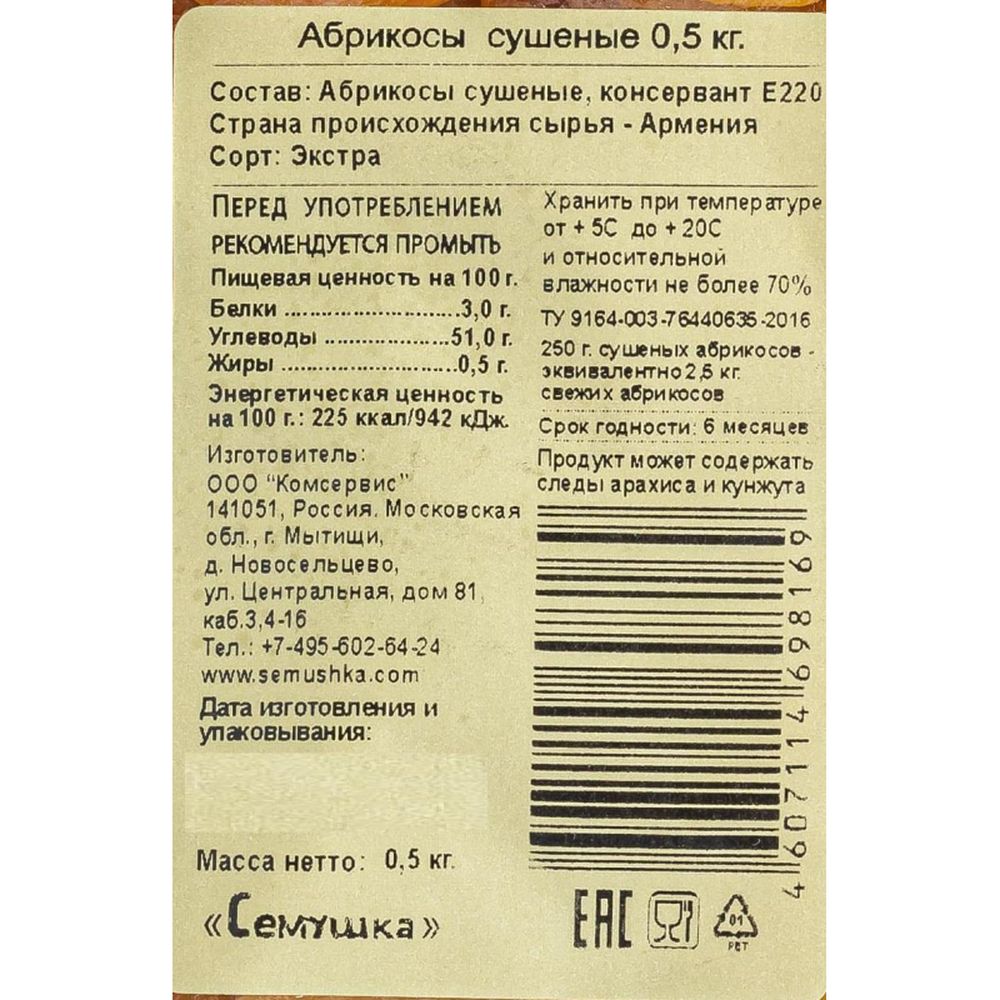 Абрикосы сушеные 0,5 кг.
Состав: Абрикосы сушеные, консервант Е220
Страна происхождения сырья - Армения
Сорт: Экстра
ПЕРЕД УПОТРЕБЛЕНИЕМ
РЕКОМЕНДУЕТСЯ ПРОМЫТЬ
Пищевая ценность на 100 г.
Белки ...........................3,0 г.
Углеводы ....................51,0 г.
Жиры ...........................0,5 г.
Энергетическая ценность
на 100 г.: 225 ккал/942 кДж.
Изготовитель:
ООО "Комсервис"
141051, Россия. Московская
обл., г. Мытищи,
д. Новосельцево,
ул. Центральная, дом 81,
каб.3,4-16
Тел.: +7-495-602-64-24
www.semushka.com
Дата изготовления и
упаковывания:
Масса нетто: 0,5 кг.
«Семушка»
Хранить при температуре
от + 5С до + 20С
и относительной
влажности не более 70%
ТУ 9164-003-76440635-2016
250 г. сушеных абрикосов -
эквивалентно 2,5 кг.
свежих абрикосов
Срок годности: 6 месяцев
Продукт может содержать
следы арахиса и кунжута
4607114698169
ЕАС
01
PET